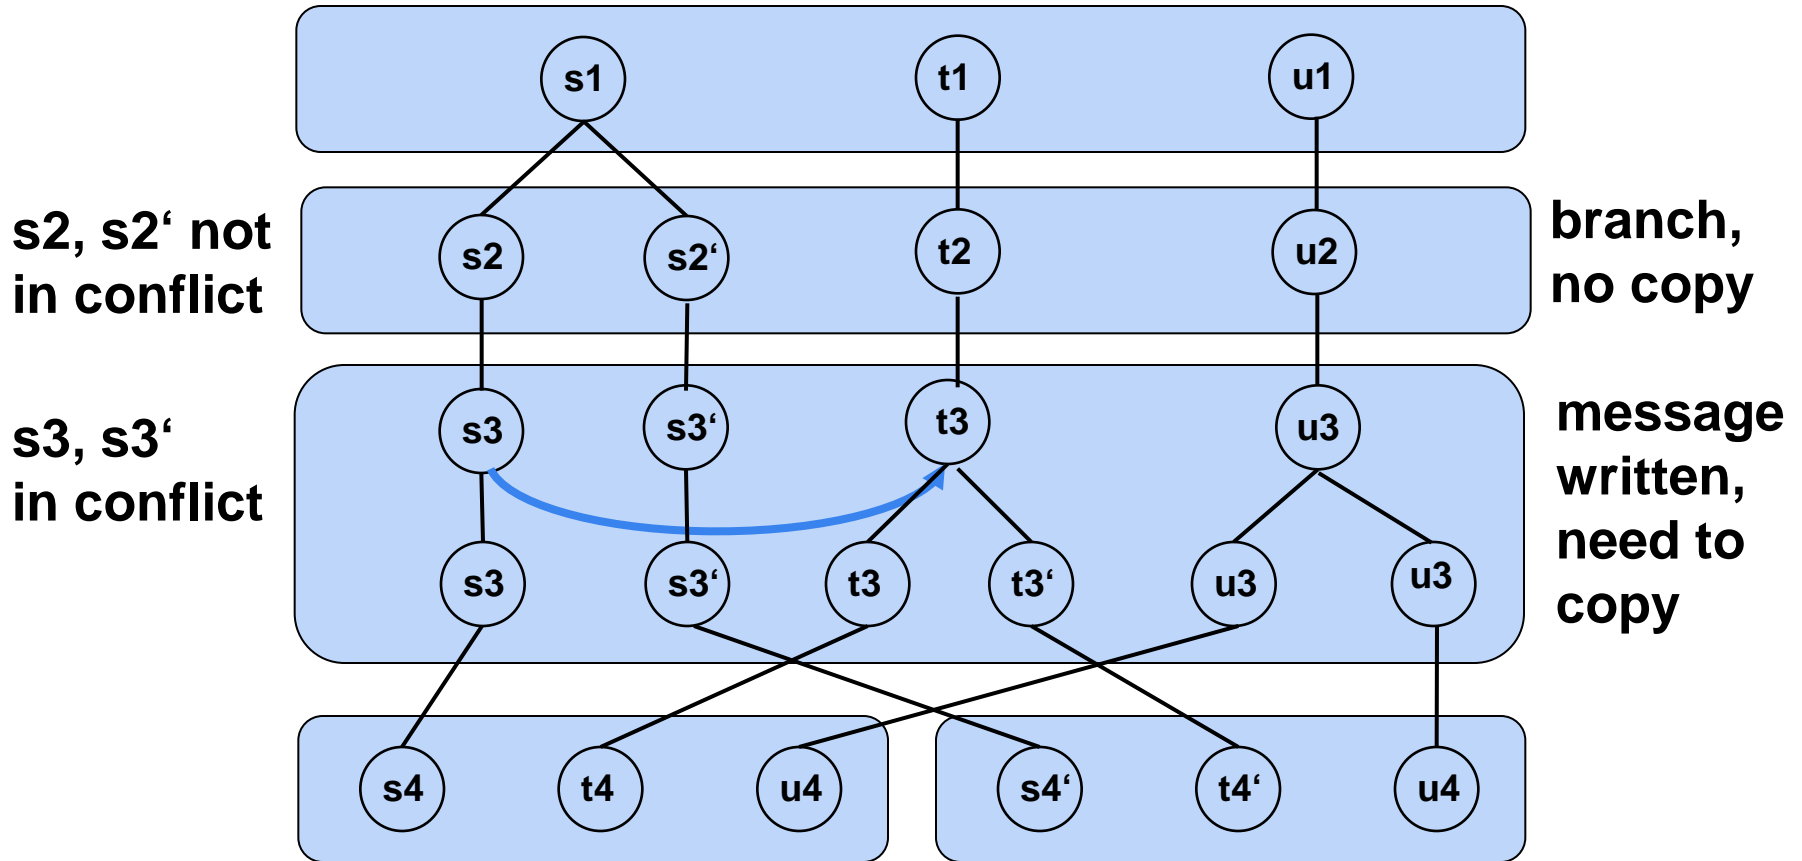 s1
t1
u1
s2, s2‘ not
in conflict
s2
s2‘
t2
u2
branch,
no copy
s3, s3‘
in conflict
s3
s3‘
t3
u3
message
written,
need to
copy
s3
s3‘
t3
t3‘
u3
u3
s4
t4
u4
s4‘
t4‘
u4